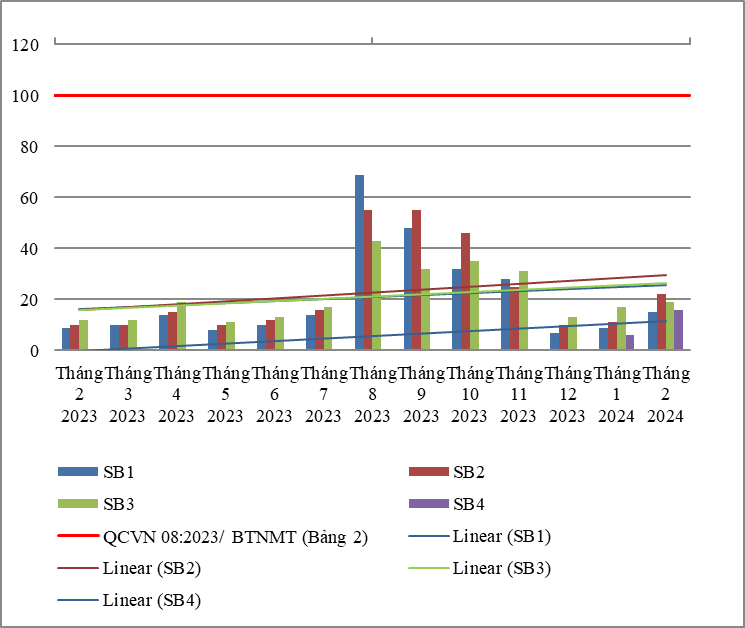 120
100
80
60
40
20
0
Tháng Tháng Tháng Tháng Tháng Tháng Tháng Tháng Tháng Tháng Tháng Tháng Tháng
2 3 4 5 6 7 8 9 10 11 12 1 2
2023 2023 2023 2023 2023 2023 2023 2023 2023 2023 2023 2024 2024
SB1 SB2
SB3 SB4
QCVN 08:2023/ BTNMT (Bảng 2) Linear (SB1)
Linear (SB2) Linear (SB3)
Linear (SB4)